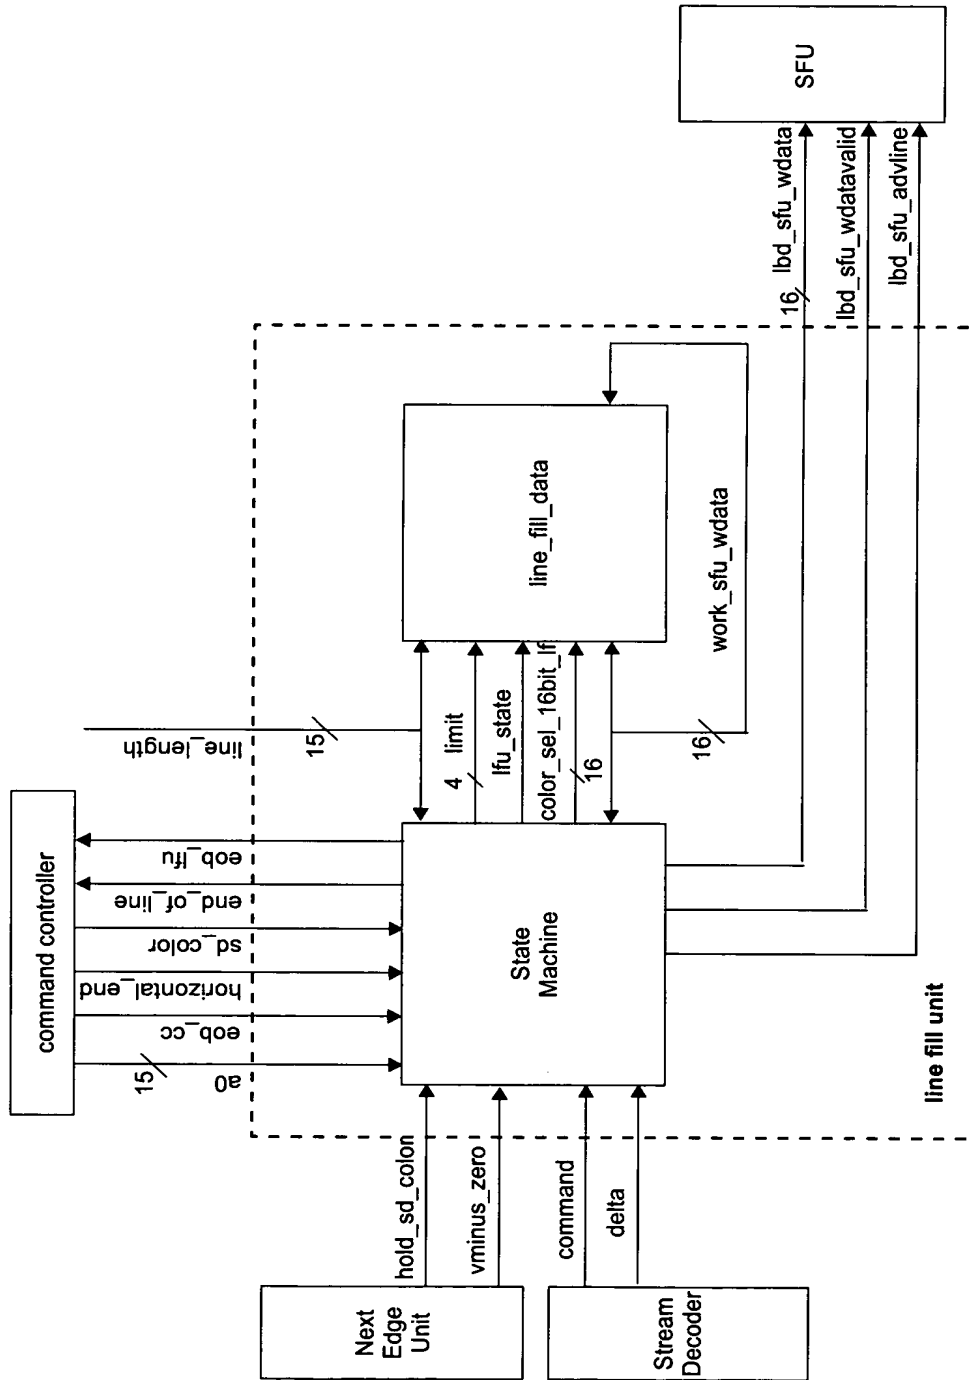 command controller
a0
15
eob_cc
horizontal_end
sd_color
end_of_line
eob_lfu
line_length
15
Next
Edge
Unit
hold_sd_colon
vminus_zero
Stream
Decoder
command
delta
State
Machine
4
limit
lfu_state
color_sel_16bit_lf
16
line_fill_data
16
work_sfu_wdata
16
lbd_sfu_wdata
lbd_sfu_wdatavalid
lbd_sfu_advline
SFU
line fill unit